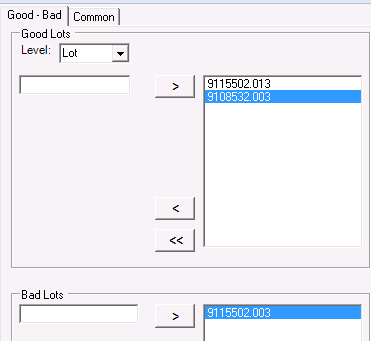 Good - Bad Common
Good Lots
Level: Lot
>
9115502.013
9108532.003
<
<<
Bad Lots
>
9115502.003